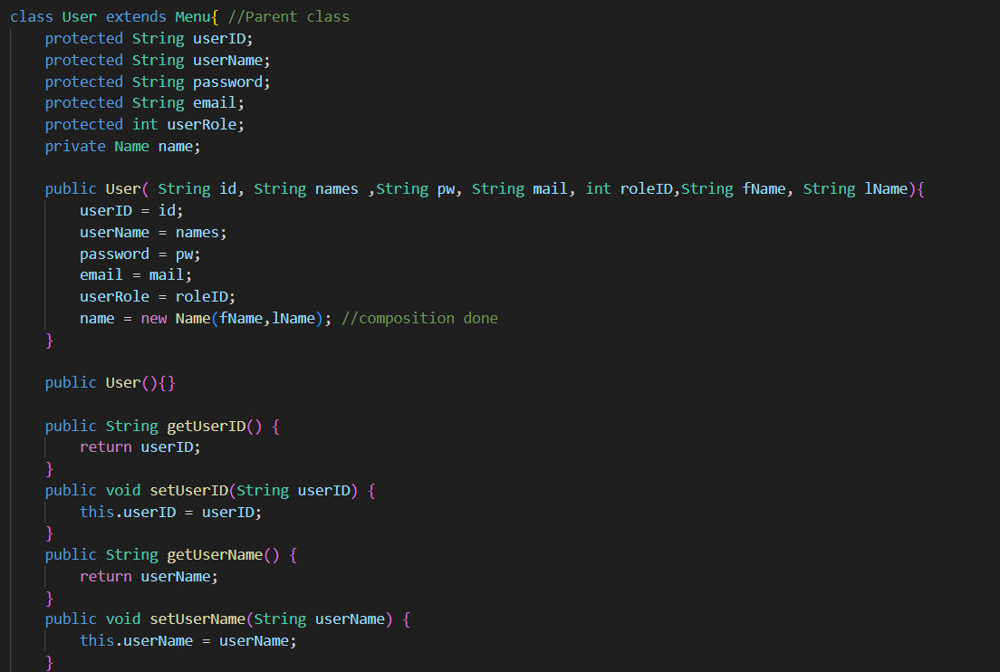 class User extends Menu{ //Parent class
    protected String userID;
    protected String userName;
    protected String password;
    protected String email;
    protected int userRole;
    private Name name;

    public User( String id, String names ,String pw, String mail, int roleID,String fName, String lName){
        userID = id;
        userName = names;
        password = pw;
        email = mail;
        userRole = roleID;
        name = new Name(fName,lName); //composition done
    }

    public User(){}

    public String getUserID() {
        return userID;
    }
    public void setUserID(String userID) {
        this.userID = userID;
    }
    public String getUserName() {
        return userName;
    }
    public void setUserName(String userName) {
        this.userName = userName;
    }